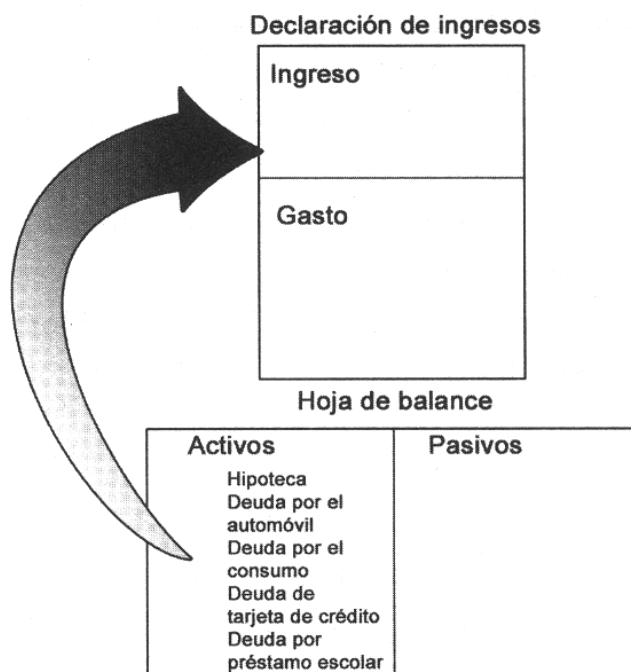 Declaración de ingresos
Ingreso
Gasto
Hoja de balance
Activos
Hipoteca
Deuda por el
automóvil
Deuda por el
consumo
Deuda de
tarjeta de crédito
Deuda por
préstamo escolar
Pasivos